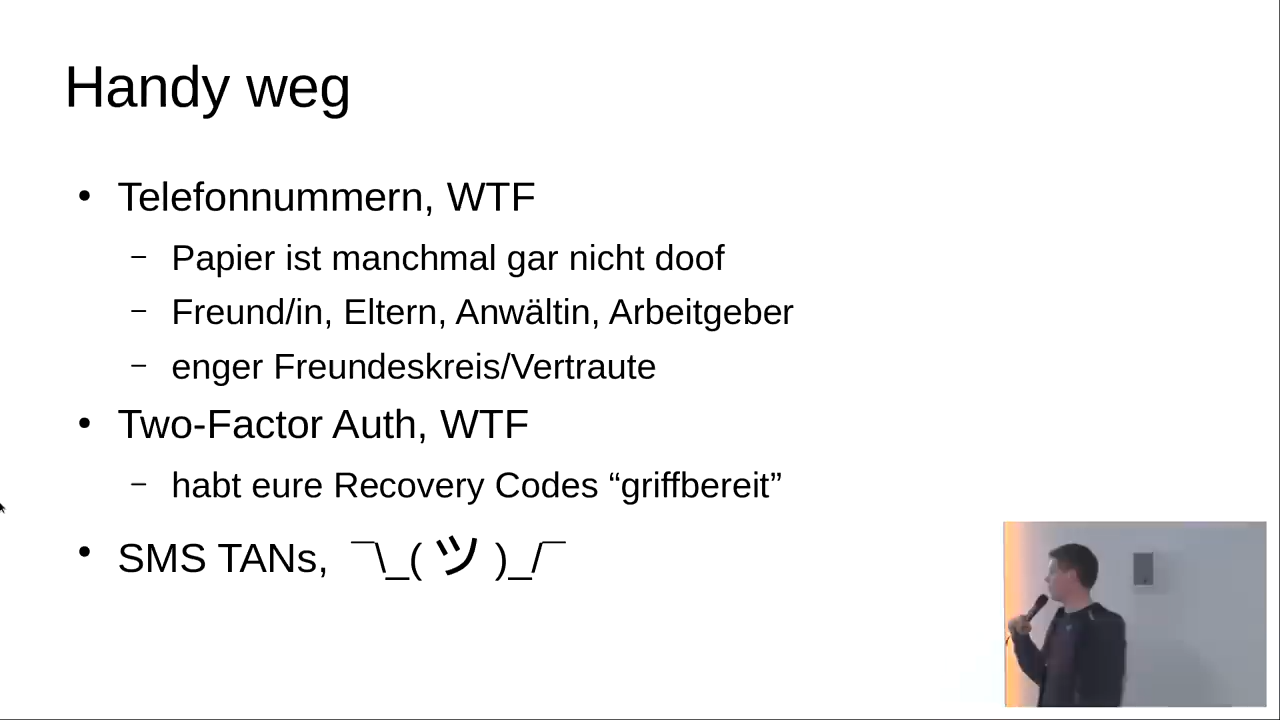 Handy weg
• Telefonnummern, WTF
– Papier ist manchmal gar nicht doof
– Freund/in, Eltern, Anwältin, Arbeitgeber
– enger Freundeskreis/Vertraute
• Two-Factor Auth, WTF
– habt eure Recovery Codes “griffbereit”
• SMS TANs, ¯\_( ツ )_/¯